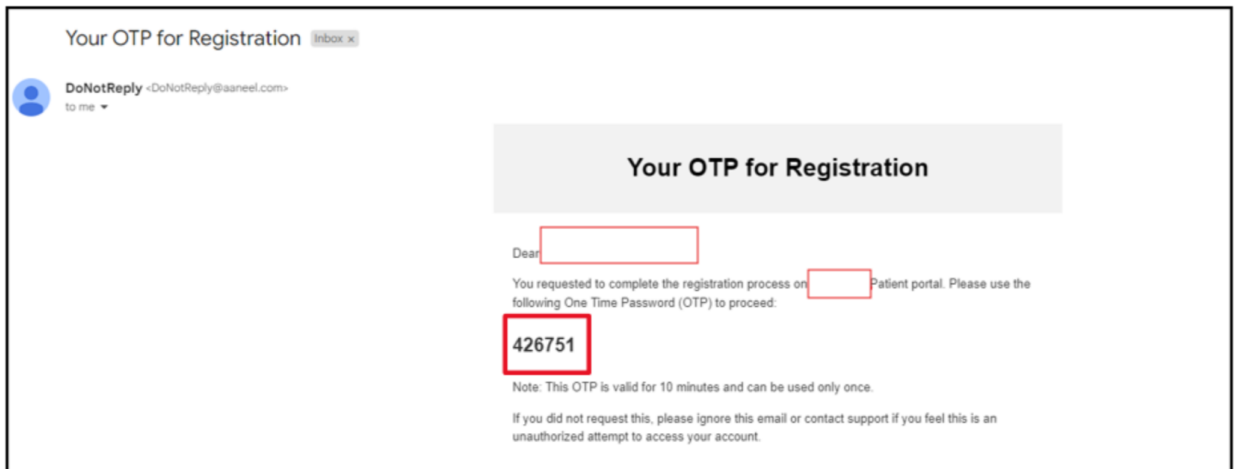 Your OTP for Registration Inbox ×
DoNotReply <DoNotReply@aaneel.com>
to me
Your OTP for Registration
Dear
You requested to complete the registration process on Patient portal. Please use the
following One Time Password (OTP) to proceed:
426751
Note: This OTP is valid for 10 minutes and can be used only once.
If you did not request this, please ignore this email or contact support if you feel this is an
unauthorized attempt to access your account.